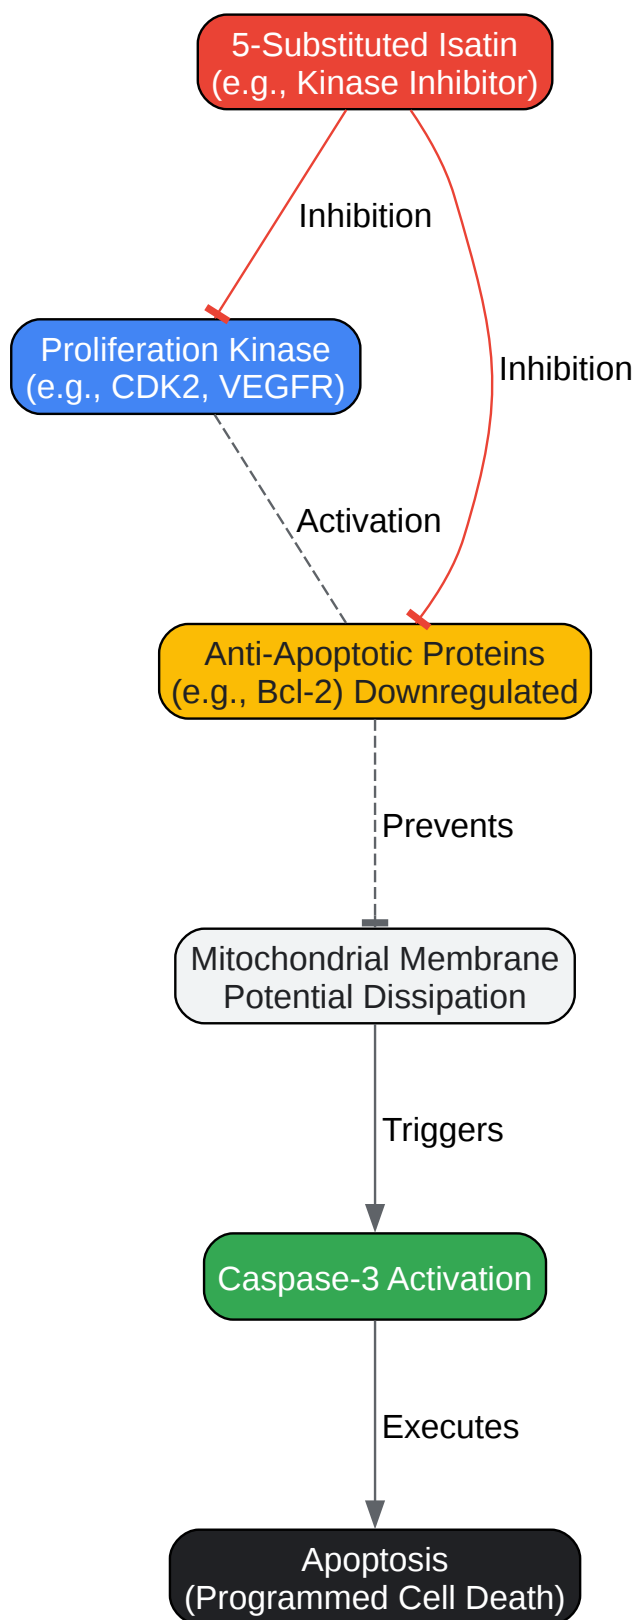 5-Substituted Isatin
(e.g., Kinase Inhibitor)
Inhibition
Proliferation Kinase
(e.g., CDK2, VEGFR)
Inhibition
Activation
Anti-Apoptotic Proteins
(e.g., Bcl-2) Downregulated
Prevents
Mitochondrial Membrane
Potential Dissipation
Triggers
Caspase-3 Activation
Executes
Apoptosis
(Programmed Cell Death)